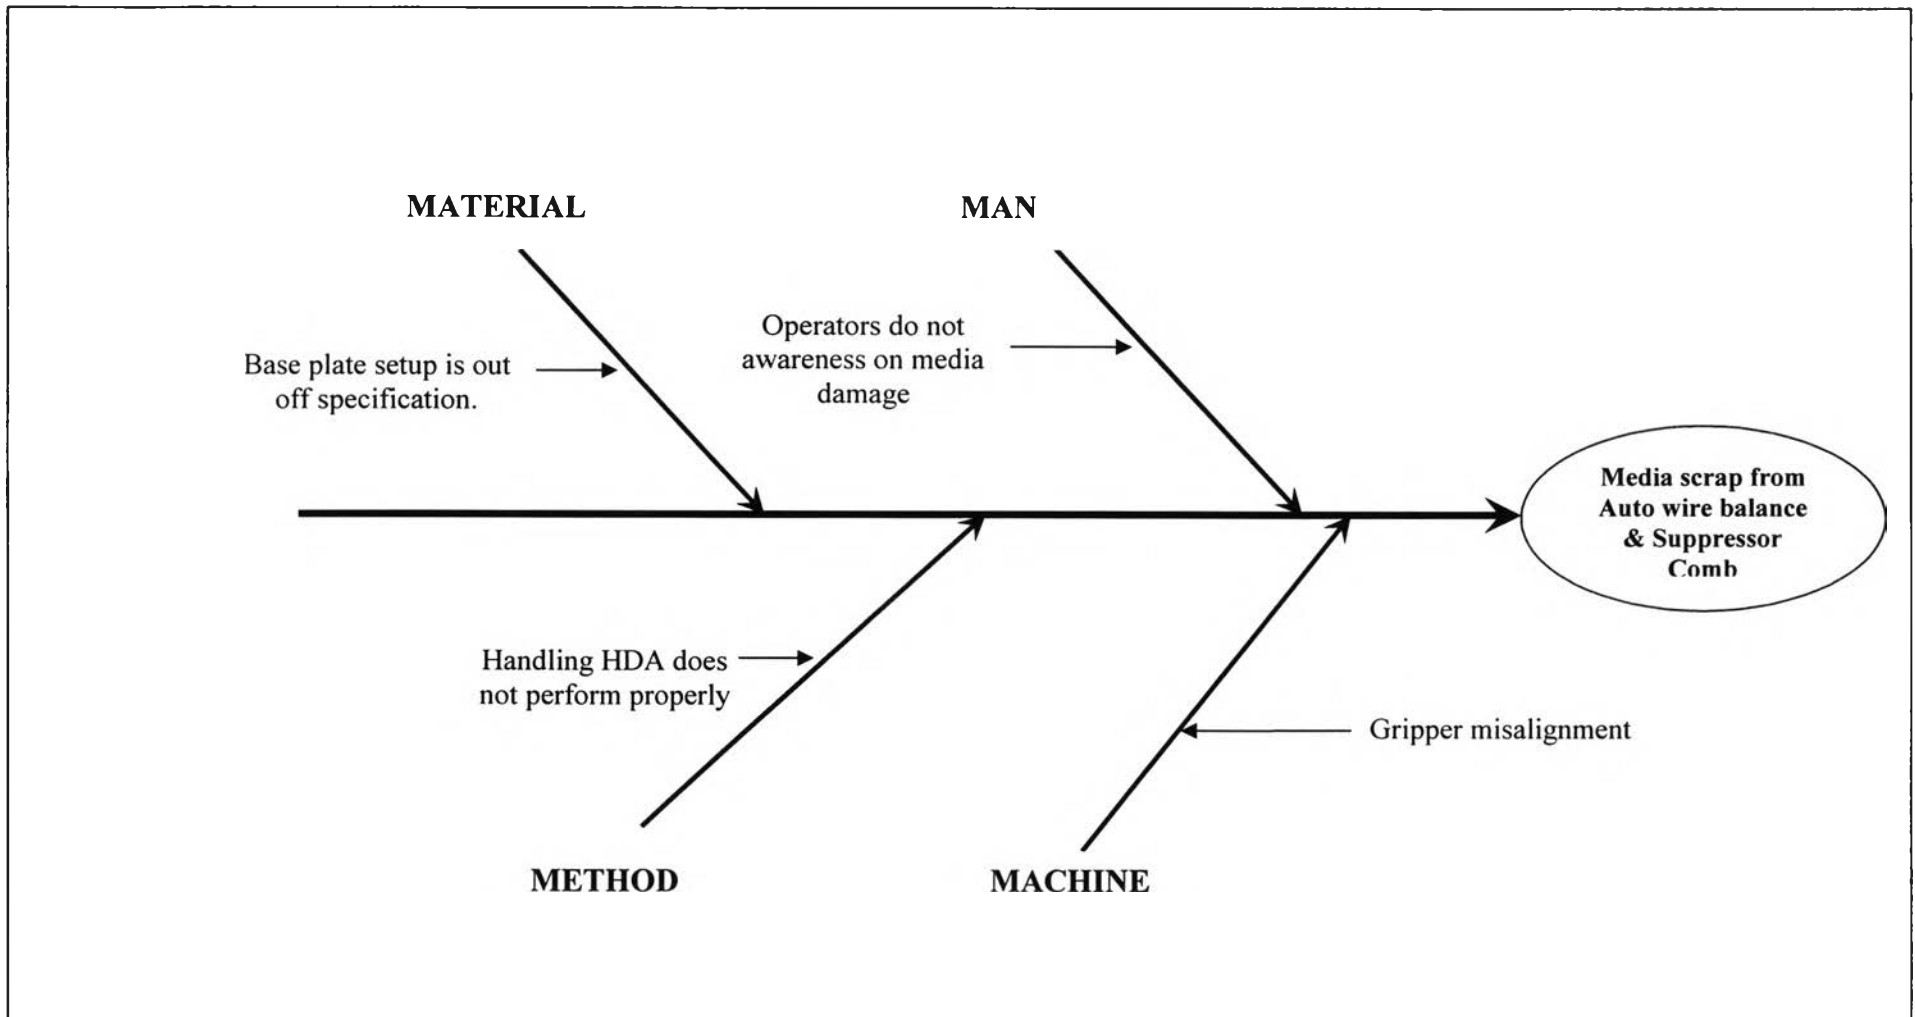 MATERIAL
MAN
Operators do not
awareness on media
damage
Base plate setup is out
off specification.
Media scrap from
Auto wire balance
& Suppressor
Comb
Handling HDA does
not perform properly
Gripper misalignment
METHOD
MACHINE